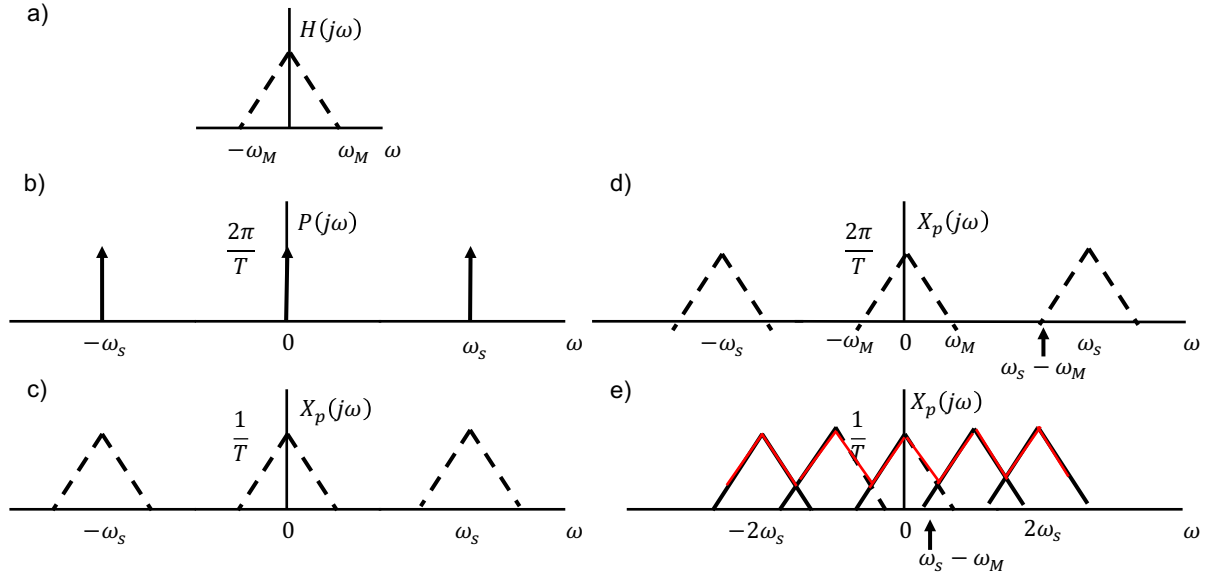 a)
H(jω)
−ω_M ω_M ω
b)
2π/T P(jω)
−ω_s 0 ω_s ω
c)
1/T X_p(jω)
−ω_s 0 ω_s ω
d)
2π/T X_p(jω)
−ω_s −ω_M 0 ω_M ω_s ω
ω_s − ω_M
e)
1/T X_p(jω)
−2ω_s 0 2ω_s ω
ω_s − ω_M